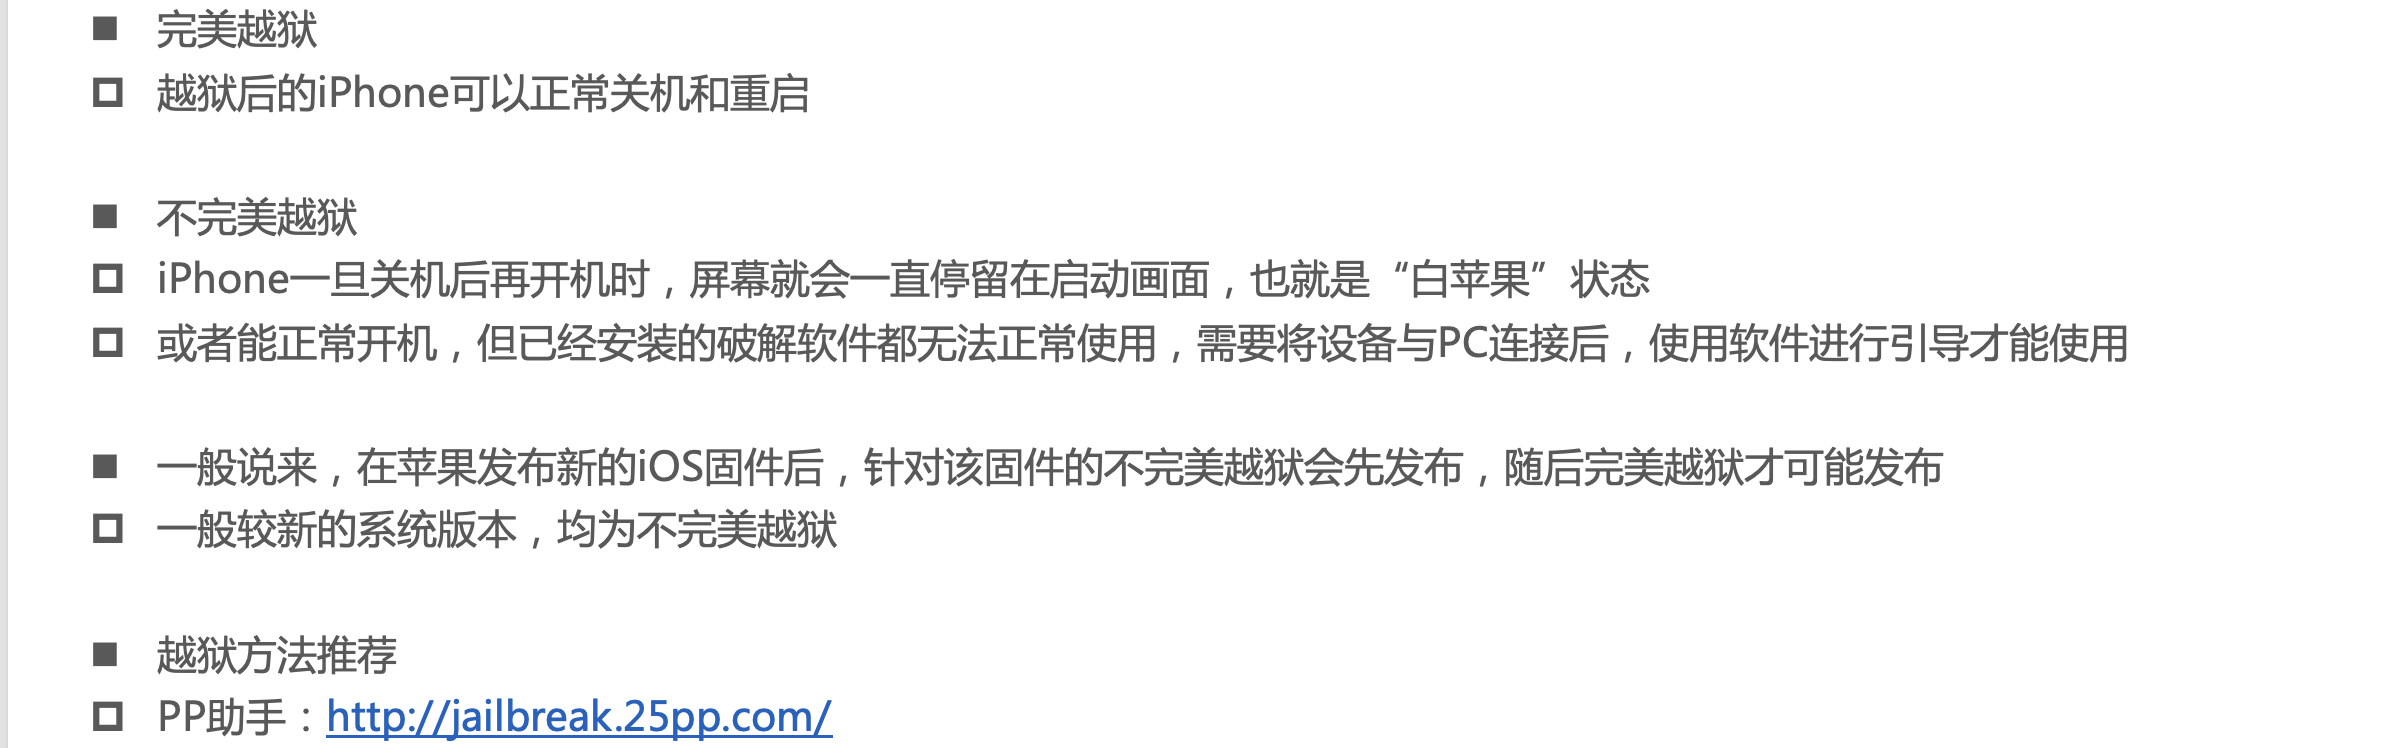 ■ 完美越狱
□ 越狱后的iPhone可以正常关机和重启
■ 不完美越狱
□ iPhone一旦关机后再开机时，屏幕就会一直停留在启动画面，也就是“白苹果”状态
□ 或者能正常开机，但已经安装的破解软件都无法正常使用，需要将设备与PC连接后，使用软件进行引导才能使用
■ 一般说来，在苹果发布新的iOS固件后，针对该固件的不完美越狱会先发布，随后完美越狱才可能发布
□ 一般较新的系统版本，均为不完美越狱
■ 越狱方法推荐
□ PP助手：http://jailbreak.25pp.com/